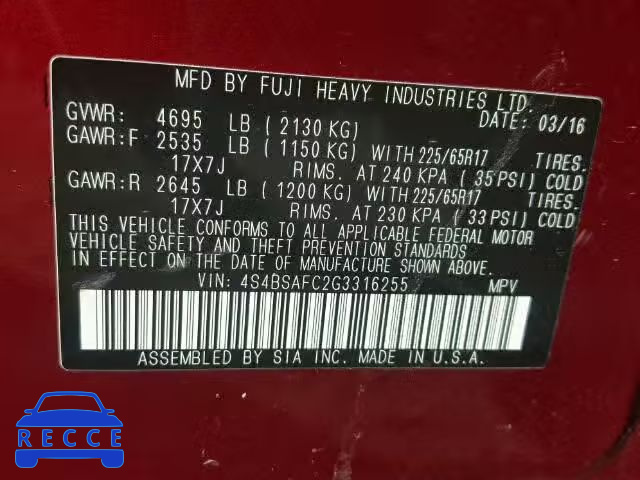 MFD BY FUJI HEAVY INDUSTRIES LTD.
GVWR: 4695 LB ( 2130 KG) DATE: 03/16
GAWR:F 2535 LB ( 1150 KG) WITH 225/65R17 TIRES.
17X7J RIMS. AT 240 KPA ( 35 PSI) COLD
GAWR:R 2645 LB ( 1200 KG) WITH 225/65R17 TIRES.
17X7J RIMS. AT 230 KPA ( 33 PSI) COLD
THIS VEHICLE CONFORMS TO ALL APPLICABLE FEDERAL MOTOR
VEHICLE SAFETY AND THEFT PREVENTION STANDARDS
IN EFFECT ON THE DATE OF MANUFACTURE SHOWN ABOVE.
VIN: 4S4BSAFC2G3316255 MPV
ASSEMBLED BY SIA INC. MADE IN U.S.A.
RECCE